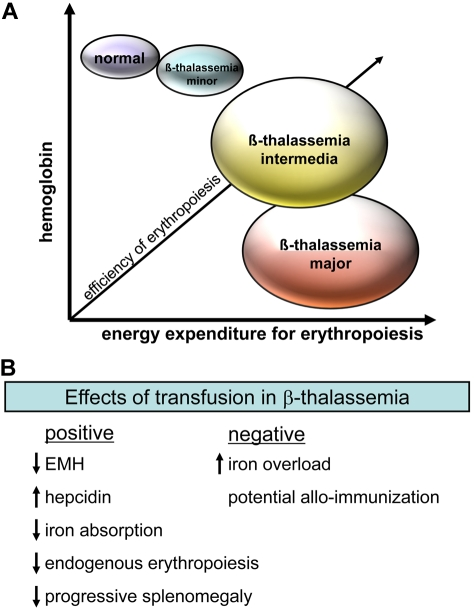 A
normal
ß-thalassemia
minor
ß-thalassemia
intermedia
ß-thalassemia
major
efficiency of erythropoiesis
hemoglobin
energy expenditure for erythropoiesis
B
Effects of transfusion in β-thalassemia
positive
negative
↓ EMH
↑ iron overload
↑ hepcidin
potential allo-immunization
↓ iron absorption
↓ endogenous erythropoiesis
↓ progressive splenomegaly